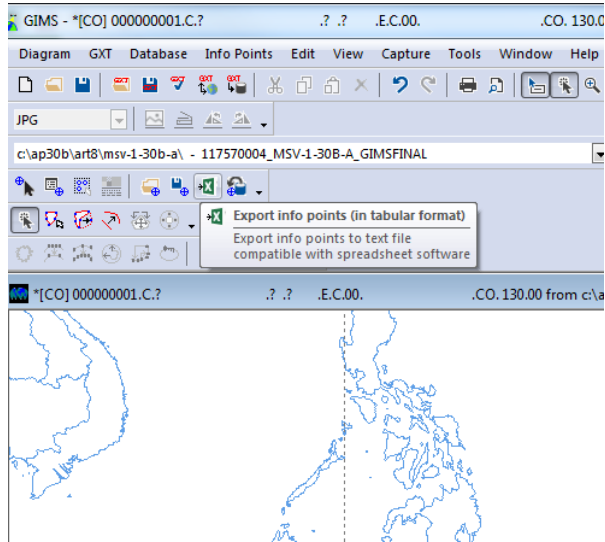 GIMS - *[CO] 000000001.C.? .? .? .E.C.00. .CO. 130.0
Diagram GXT Database Info Points Edit View Capture Tools Window Help
JPG
c:\ap30b\art8\msv-1-30b-a\ - 117570004_MSV-1-30B-A_GIMSFINAL
Export info points (in tabular format)
Export info points to text file
compatible with spreadsheet software
*[CO] 000000001.C.? .? .? .E.C.00. .CO. 130.00 from c:\a